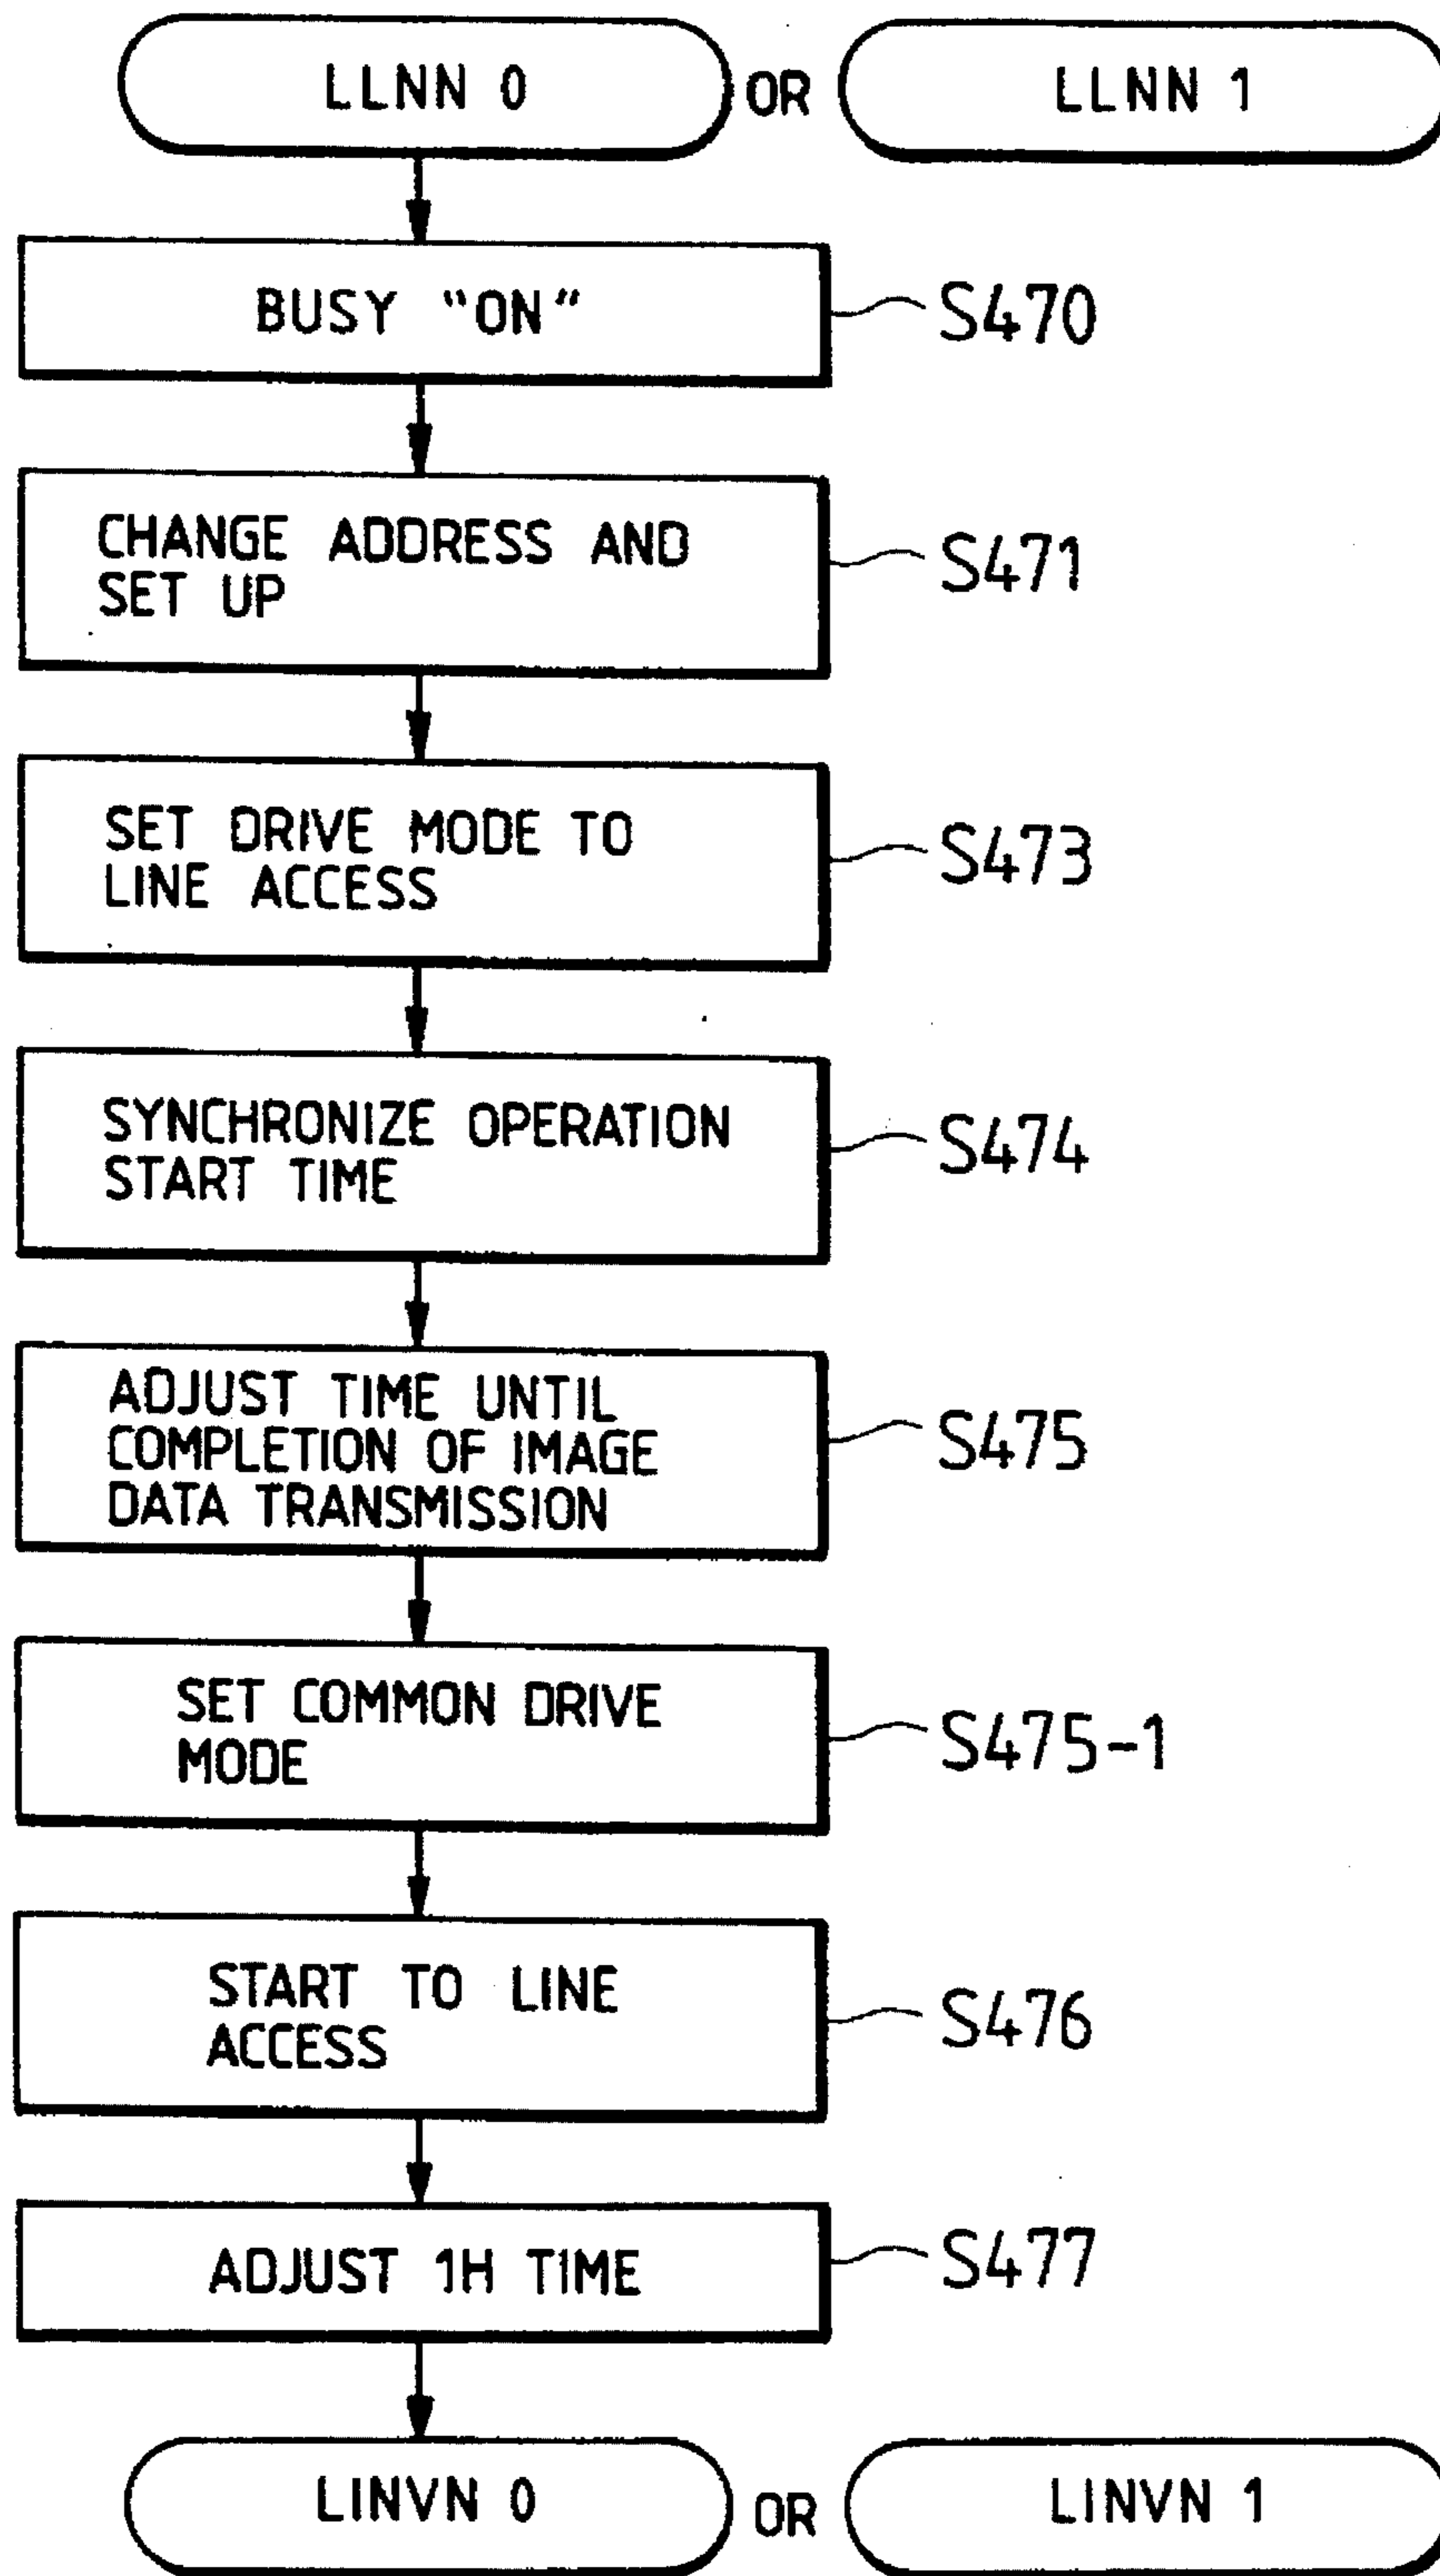 LLNN 0 OR LLNN 1
BUSY "ON"
S470
CHANGE ADDRESS AND
SET UP
S471
SET DRIVE MODE TO
LINE ACCESS
S473
SYNCHRONIZE OPERATION
START TIME
S474
ADJUST TIME UNTIL
COMPLETION OF IMAGE
DATA TRANSMISSION
S475
SET COMMON DRIVE
MODE
S475-1
START TO LINE
ACCESS
S476
ADJUST 1H TIME
S477
LINVN 0 OR LINVN 1